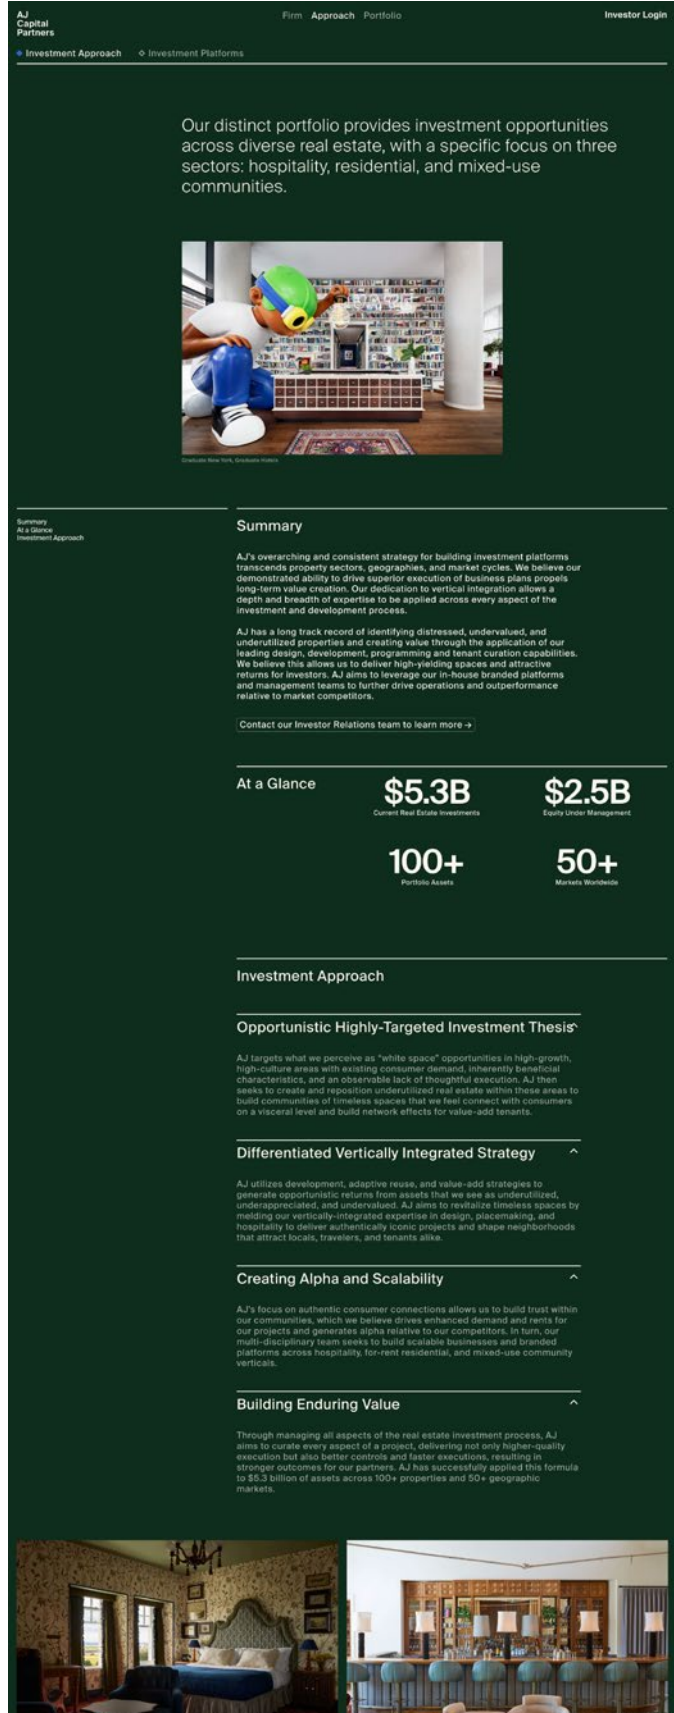 AJ
Capital
Partners
Firm Approach Portfolio
Investor Login
Investment Approach Investment Platforms
Our distinct portfolio provides investment opportunities
across diverse real estate, with a specific focus on three
sectors: hospitality, residential, and mixed-use
communities.
Graduate New York, Graduate Hotels
Summary
At a Glance
Investment Approach
Summary
AJ's overarching and consistent strategy for building investment platforms
transcends property sectors, geographies, and market cycles. We believe our
demonstrated ability to drive superior execution of business plans propels
long-term value creation. Our dedication to vertical integration allows a
depth and breadth of expertise to be applied across every aspect of the
investment and development process.
AJ has a long track record of identifying distressed, undervalued, and
underutilized properties and creating value through the application of our
leading design, development, programming and tenant curation capabilities.
We believe this allows us to deliver high-yielding spaces and attractive
returns for investors. AJ aims to leverage our in-house branded platforms
and management teams to further drive operations and outperformance
relative to market competitors.
Contact our Investor Relations team to learn more →
At a Glance
$5.3B
Current Real Estate Investments
$2.5B
Equity Under Management
100+
Portfolio Assets
50+
Markets Worldwide
Investment Approach
Opportunistic Highly-Targeted Investment Thesis
AJ targets what we perceive as "white space" opportunities in high-growth,
high-culture areas with existing consumer demand, inherently beneficial
characteristics, and an observable lack of thoughtful execution. AJ then
seeks to create and reposition underutilized real estate within these areas to
build communities of timeless spaces that we feel connect with consumers
on a visceral level and build network effects for value-add tenants.
Differentiated Vertically Integrated Strategy
AJ utilizes development, adaptive reuse, and value-add strategies to
generate opportunistic returns from assets that we see as underutilized,
underappreciated, and undervalued. AJ aims to revitalize timeless spaces by
melding our vertically-integrated expertise in design, placemaking, and
hospitality to deliver authentically iconic projects and shape neighborhoods
that attract locals, travelers, and tenants alike.
Creating Alpha and Scalability
AJ's focus on authentic consumer connections allows us to build trust within
our communities, which we believe drives enhanced demand and rents for
our projects and generates alpha relative to our competitors. In turn, our
multi-disciplinary team seeks to build scalable businesses and branded
platforms across hospitality, for-rent residential, and mixed-use community
verticals.
Building Enduring Value
Through managing all aspects of the real estate investment process, AJ
aims to curate every aspect of a project, delivering not only higher-quality
execution but also better controls and faster executions, resulting in
stronger outcomes for our partners. AJ has successfully applied this formula
to $5.3 billion of assets across 100+ properties and 50+ geographic
markets.